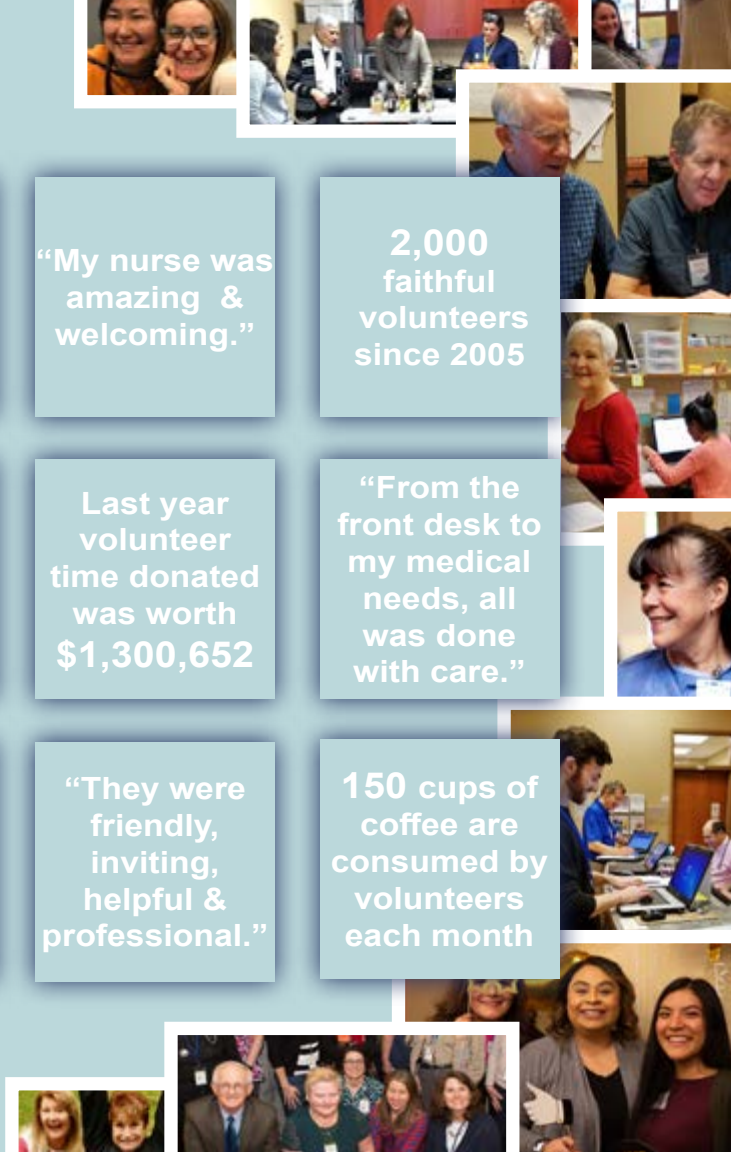 “My nurse was
amazing & 
welcoming.”
2,000
faithful
volunteers
since 2005
Last year
volunteer
time donated
was worth
$1,300,652
“From the
front desk to
my medical
needs, all
was done
with care.”
“They were
friendly,
inviting,
helpful &
professional.”
150 cups of
coffee are
consumed by
volunteers
each month